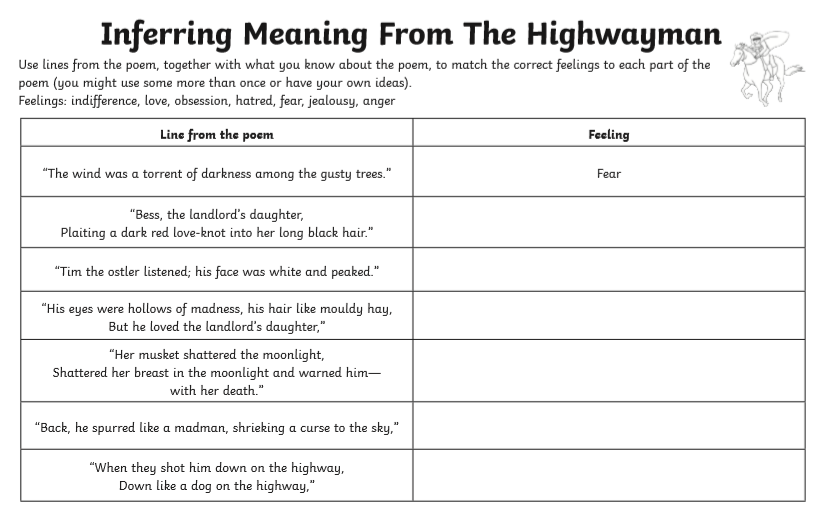 Inferring Meaning From The Highwayman
Use lines from the poem, together with what you know about the poem, to match the correct feelings to each part of the
poem (you might use some more than once or have your own ideas).
Feelings: indifference, love, obsession, hatred, fear, jealousy, anger
Line from the poem
Feeling
“The wind was a torrent of darkness among the gusty trees.”
Fear
“Bess, the landlord’s daughter,
Plaiting a dark red love-knot into her long black hair.”
“Tim the ostler listened; his face was white and peaked.”
“His eyes were hollows of madness, his hair like mouldy hay,
But he loved the landlord’s daughter,”
“Her musket shattered the moonlight,
Shattered her breast in the moonlight and warned him—
with her death.”
“Back, he spurred like a madman, shrieking a curse to the sky,”
“When they shot him down on the highway,
Down like a dog on the highway,”